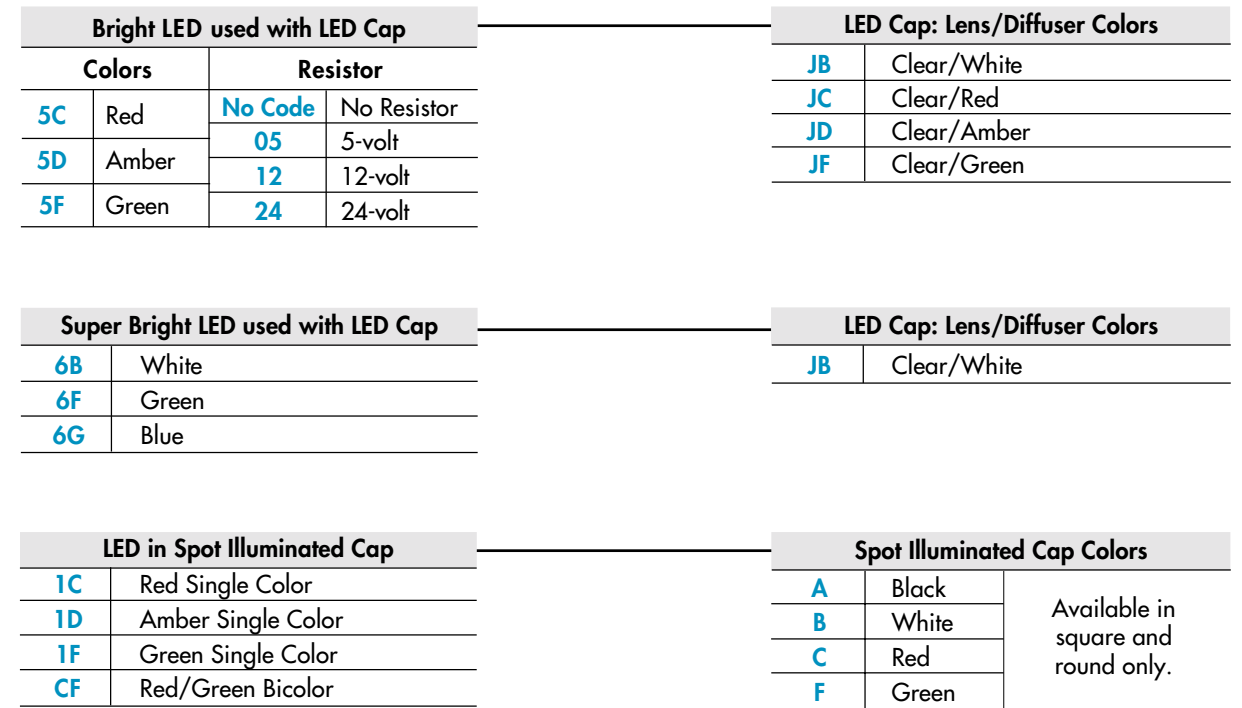 Bright LED used with LED Cap
Colors Resistor
5C Red
5D Amber
5F Green
No Code No Resistor
05 5-volt
12 12-volt
24 24-volt
LED Cap: Lens/Diffuser Colors
JB Clear/White
JC Clear/Red
JD Clear/Amber
JF Clear/Green
Super Bright LED used with LED Cap
6B White
6F Green
6G Blue
LED Cap: Lens/Diffuser Colors
JB Clear/White
LED in Spot Illuminated Cap
1C Red Single Color
1D Amber Single Color
1F Green Single Color
CF Red/Green Bicolor
Spot Illuminated Cap Colors
A Black
B White
C Red
F Green
Available in
square and
round only.